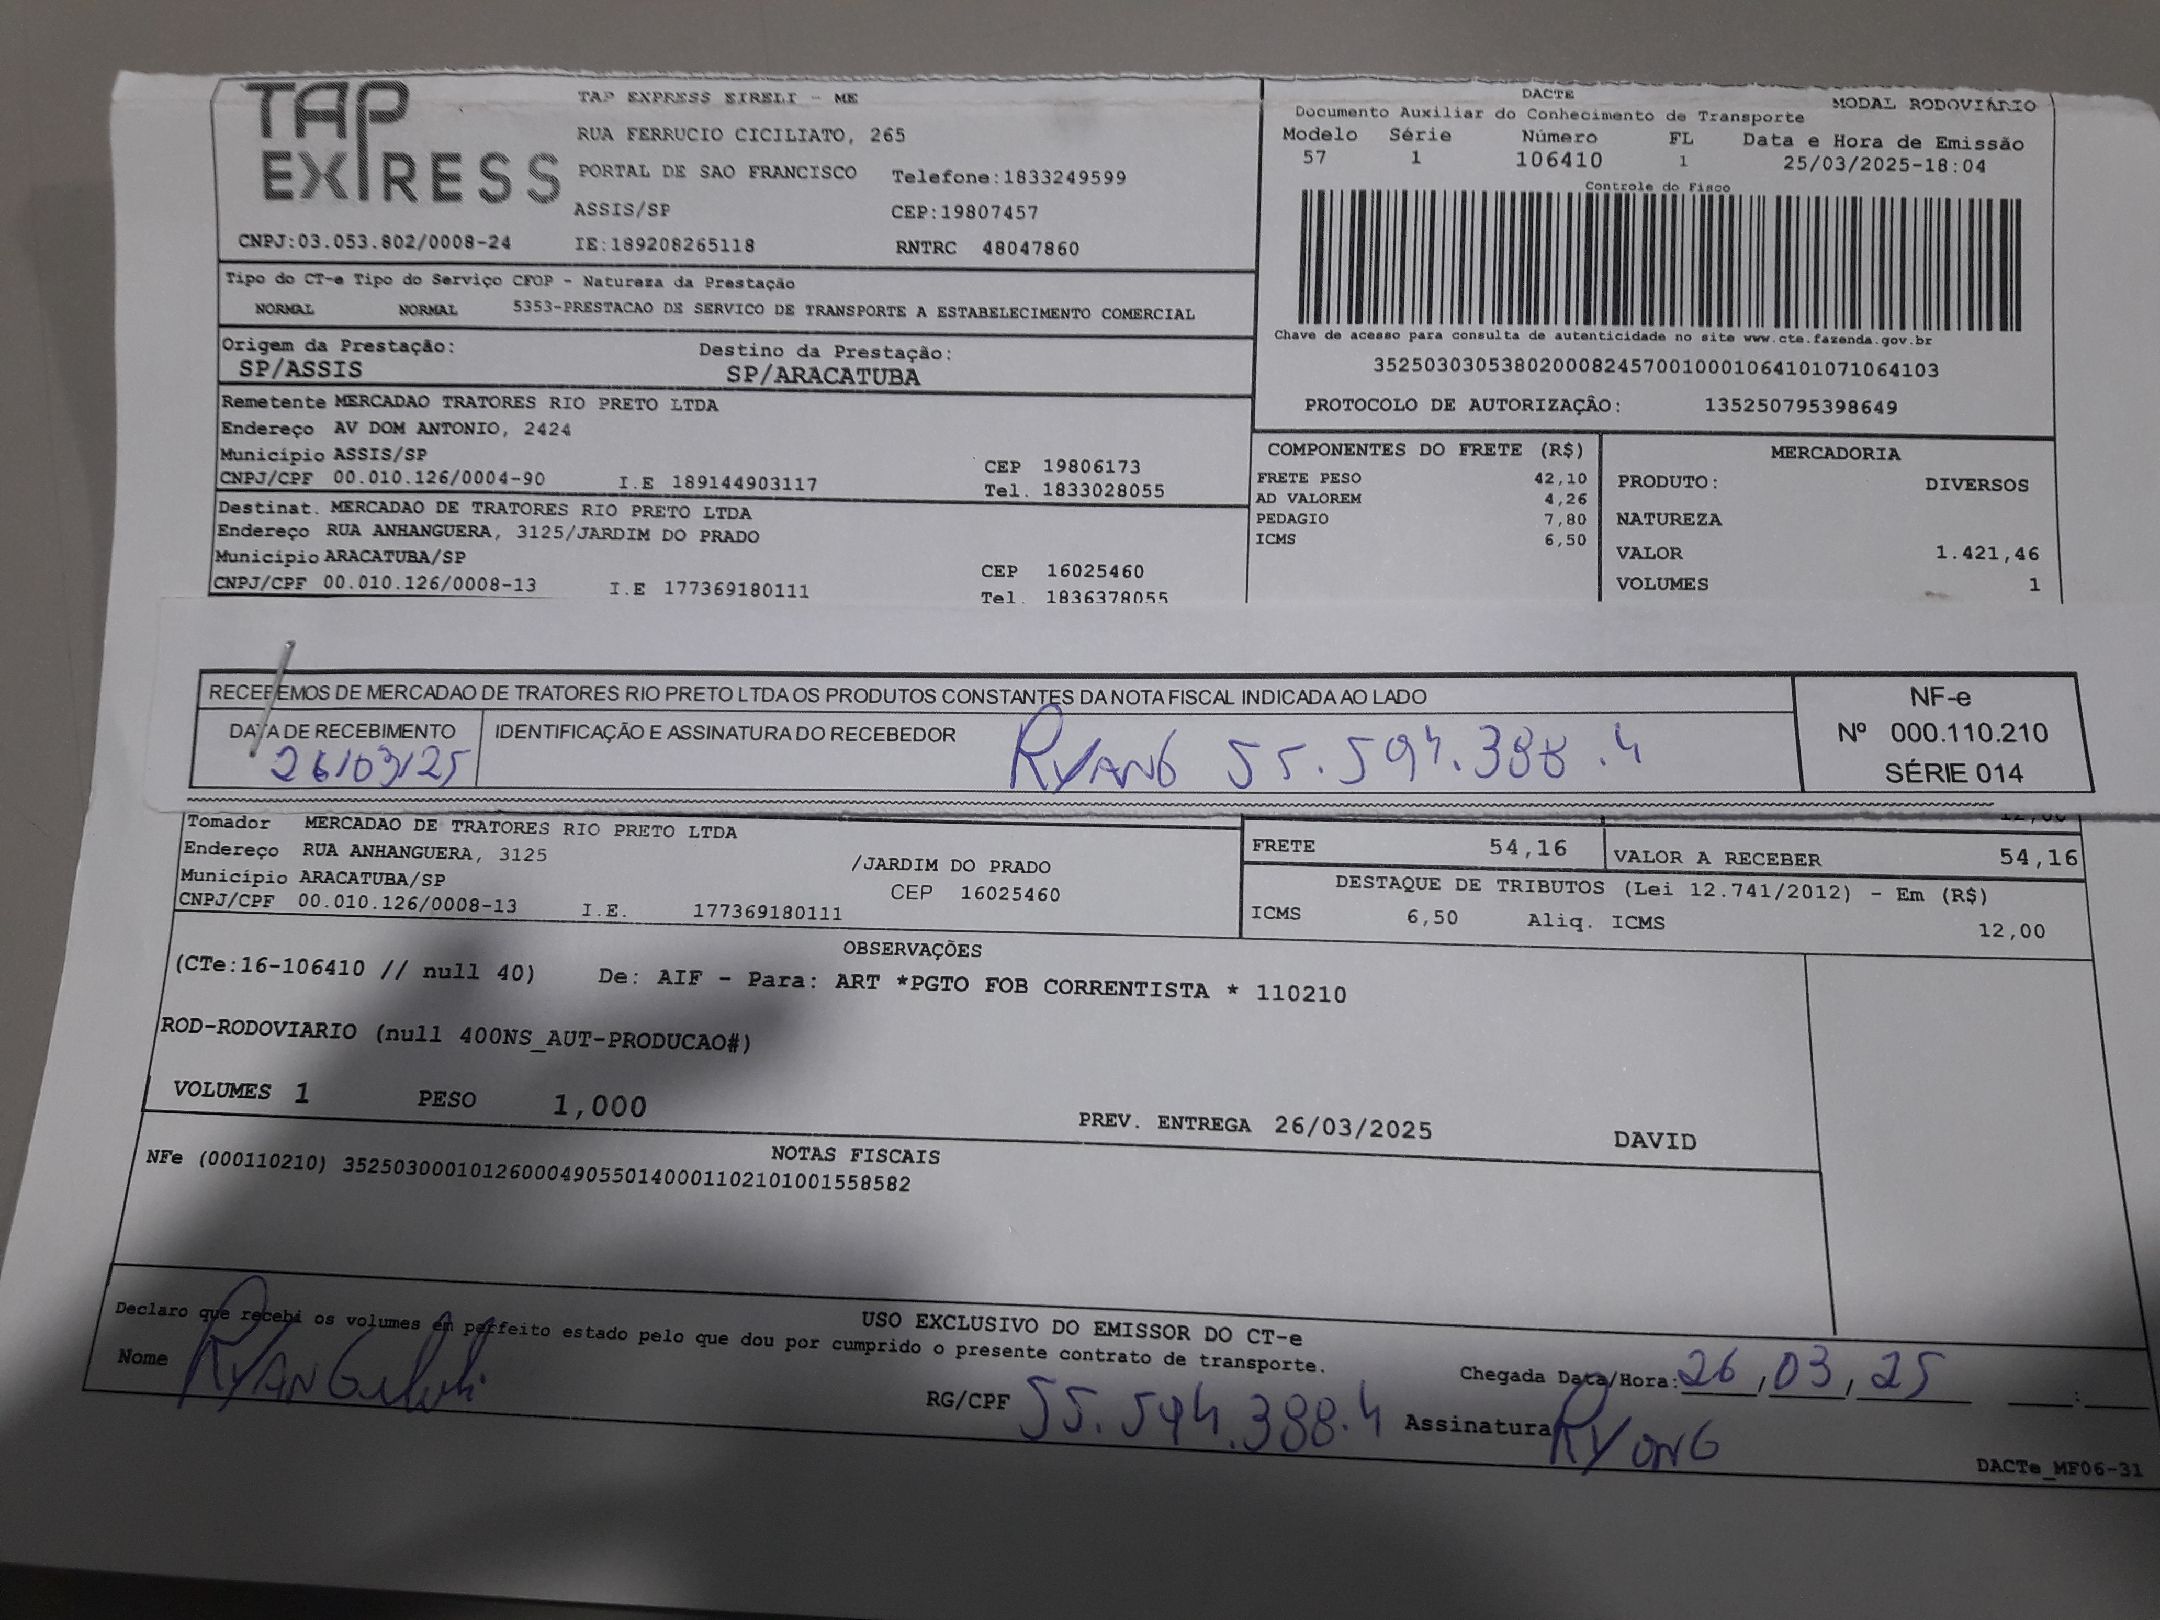 TAP EXPRESS
TAP EXPRESS EIRELI - ME
RUA FERRUCIO CICILIATO, 265
PORTAL DE SAO FRANCISCO Telefone:1833249599
ASSIS/SP CEP:19807457
CNPJ:03.053.802/0008-24 IE:189208265118 RNTRC 48047860
DACTE MODAL RODOVIÁRIO
Documento Auxiliar do Conhecimento de Transporte
Modelo Série Número FL Data e Hora de Emissão
57 1 106410 1 25/03/2025-18:04
Controle do Fisco
Chave de acesso para consulta de autenticidade no site www.cte.fazenda.gov.br
35250303053802000824570010001064101071064103
PROTOCOLO DE AUTORIZAÇÂO: 135250795398649
Tipo do CT-e Tipo do Serviço CFOP - Natureza da Prestação
NORMAL NORMAL 5353-PRESTACAO DE SERVICO DE TRANSPORTE A ESTABELECIMENTO COMERCIAL
Origem da Prestação: Destino da Prestação:
SP/ASSIS SP/ARACATUBA
Remetente MERCADAO TRATORES RIO PRETO LTDA
Endereço AV DOM ANTONIO, 2424
Município ASSIS/SP CEP 19806173
CNPJ/CPF 00.010.126/0004-90 I.E 189144903117 Tel. 1833028055
Destinat. MERCADAO DE TRATORES RIO PRETO LTDA
Endereço RUA ANHANGUERA, 3125/JARDIM DO PRADO
Município ARACATUBA/SP CEP 16025460
CNPJ/CPF 00.010.126/0008-13 I.E 177369180111 Tel. 1836378055
COMPONENTES DO FRETE (R$)
FRETE PESO 42,10
AD VALOREM 4,26
PEDAGIO 7,80
ICMS 6,50
MERCADORIA
PRODUTO: DIVERSOS
NATUREZA
VALOR 1.421,46
VOLUMES 1
RECEBEMOS DE MERCADAO DE TRATORES RIO PRETO LTDA OS PRODUTOS CONSTANTES DA NOTA FISCAL INDICADA AO LADO
DATA DE RECEBIMENTO IDENTIFICAÇÃO E ASSINATURA DO RECEBEDOR
26/03/25 RYANG 55.594.388.4
NF-e
Nº 000.110.210
SÉRIE 014
12,00
Tomador MERCADAO DE TRATORES RIO PRETO LTDA
Endereço RUA ANHANGUERA, 3125 /JARDIM DO PRADO
Município ARACATUBA/SP CEP 16025460
CNPJ/CPF 00.010.126/0008-13 I.E. 177369180111
FRETE 54,16 VALOR A RECEBER 54,16
DESTAQUE DE TRIBUTOS (Lei 12.741/2012) - Em (R$)
ICMS 6,50 Aliq. ICMS 12,00
OBSERVAÇÕES
(CTe:16-106410 // null 40) De: AIF - Para: ART *PGTO FOB CORRENTISTA * 110210
ROD-RODOVIARIO (null 400NS_AUT-PRODUCAO#)
VOLUMES 1 PESO 1,000 PREV. ENTREGA 26/03/2025 DAVID
NOTAS FISCAIS
NFe (000110210) 35250300010126000490550140001102101001558582
USO EXCLUSIVO DO EMISSOR DO CT-e
Declaro que recebi os volumes em perfeito estado pelo que dou por cumprido o presente contrato de transporte.
Nome RYAN RG/CPF 55.594.388.4 Chegada Data/Hora: 26,03,25 :
Assinatura RYANG
DACTe_MF06-31